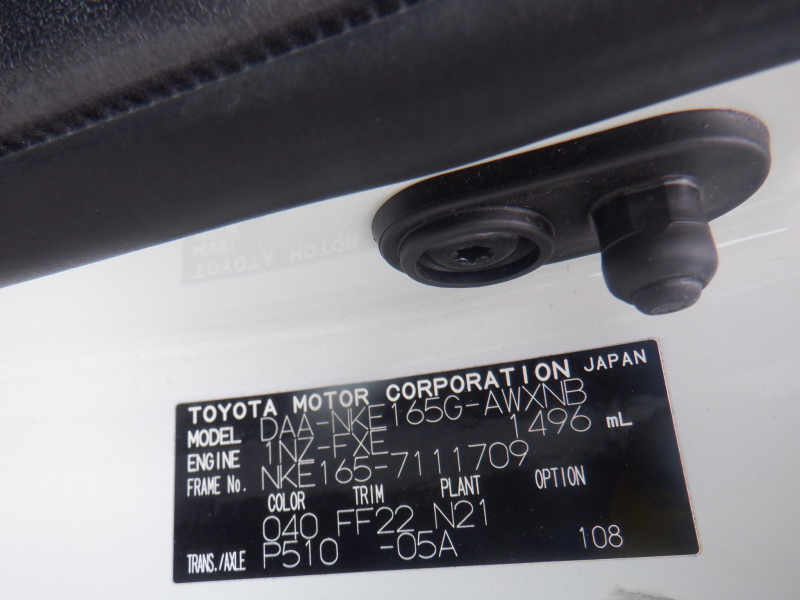 TOYOTA MOTOR CORPORATION JAPAN
MODEL DAA-NKE165G-AWXNB
ENGINE 1NZ-FXE 1496 mL
FRAME No. NKE165-7111709
COLOR TRIM PLANT OPTION
040 FF22 N21
TRANS./AXLE P510 -05A 108